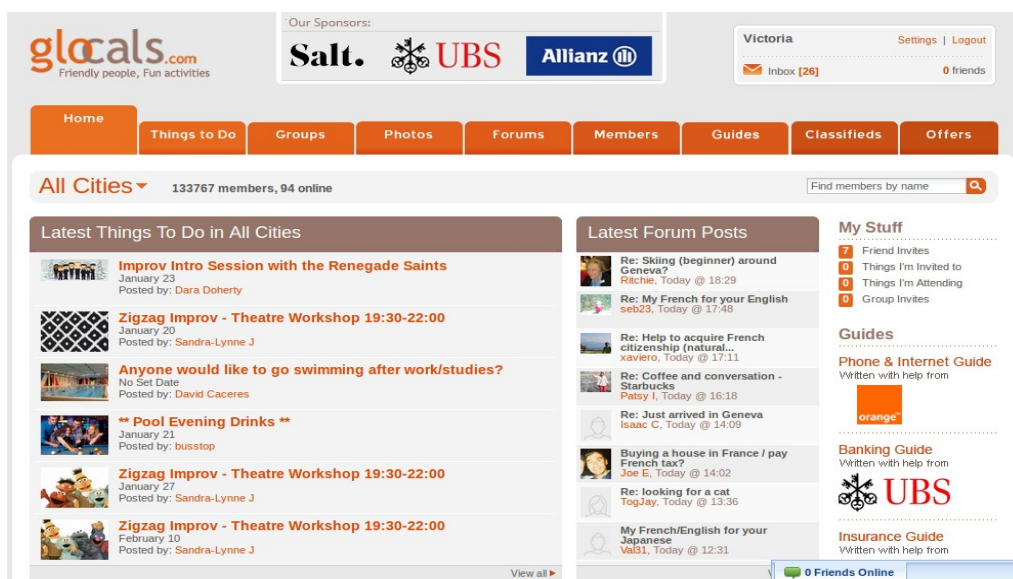 glocals.com
Friendly people, Fun activities
Our Sponsors:
Salt.
UBS
Allianz
Victoria
Settings | Logout
Inbox [26]
0 friends
Home
Things to Do
Groups
Photos
Forums
Members
Guides
Classifieds
Offers
All Cities
133767 members, 94 online
Find members by name
Latest Things To Do in All Cities
Improv Intro Session with the Renegade Saints
January 23
Posted by: Dara Doherty
Zigzag Improv - Theatre Workshop 19:30-22:00
January 20
Posted by: Sandra-Lynne J
Anyone would like to go swimming after work/studies?
No Set Date
Posted by: David Caceres
** Pool Evening Drinks **
January 21
Posted by: busstop
Zigzag Improv - Theatre Workshop 19:30-22:00
January 27
Posted by: Sandra-Lynne J
Zigzag Improv - Theatre Workshop 19:30-22:00
February 10
Posted by: Sandra-Lynne J
View all
Latest Forum Posts
Re: Skiing (beginner) around
Geneva?
Ritchie, Today @ 18:29
Re: My French for your English
seb23, Today @ 17:48
Re: Help to acquire French
citizenship (natural...
xaviero, Today @ 17:11
Re: Coffee and conversation -
Starbucks
Patsy I, Today @ 16:18
Re: Just arrived in Geneva
Isaac C, Today @ 14:09
Buying a house in France / pay
French tax?
Joe E, Today @ 14:02
Re: looking for a cat
TogJay, Today @ 13:36
My French/English for your
Japanese
Val31, Today @ 12:31
My Stuff
7 Friend Invites
0 Things I'm Invited to
0 Things I'm Attending
0 Group Invites
Guides
Phone & Internet Guide
Written with help from
orange™
Banking Guide
Written with help from
UBS
Insurance Guide
Written with help from
0 Friends Online